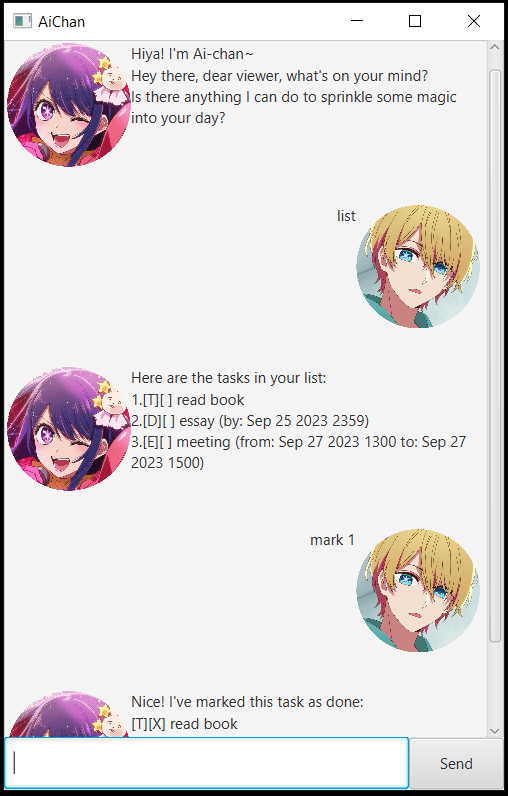 AiChan
Hiya! I'm Ai-chan~
Hey there, dear viewer, what's on your mind?
Is there anything I can do to sprinkle some magic
into your day?
list
Here are the tasks in your list:
1.[T][ ] read book
2.[D][ ] essay (by: Sep 25 2023 2359)
3.[E][ ] meeting (from: Sep 27 2023 1300 to: Sep 27
2023 1500)
mark 1
Nice! I've marked this task as done:
[T][X] read book
Send